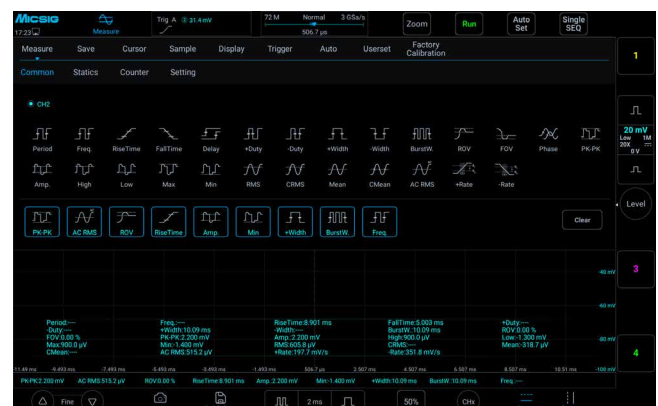 Micsig
17:23
Measure
Trig A 2 31.4mV
72 M Normal 3 GSa/s
506.7 μs
Zoom
Run
Auto Set
Single SEQ
Measure Save Cursor Sample Display Trigger Auto Userset Factory Calibration
1
Common Statics Counter Setting
CH2
Period Freq. RiseTime FallTime Delay +Duty -Duty +Width -Width BurstW. ROV FOV Phase PK-PK
20 mV
Low 1M
20X
0 V
Amp. High Low Max Min RMS CRMS Mean CMean AC RMS +Rate -Rate
Level
PK-PK AC RMS ROV RiseTime Amp. Min +Width BurstW. Freq.
Clear
3
-40 mV
-60 mV
Period:--- Freq.:--- RiseTime:8.901 ms FallTime:5.003 ms +Duty:---
-Duty:--- +Width:10.09 ms -Width:--- BurstW.:10.09 ms ROV:0.00 %
FOV:0.00 % PK-PK:2.200 mV Amp.:2.200 mV High:900.0 μV Low:-1.300 mV
Max:900.0 μV Min:-1.400 mV RMS:605.8 μV CRMS:--- Mean:-318.7 μV
CMean:--- AC RMS:515.2 μV +Rate:197.7 mV/s -Rate:351.8 mV/s
-80 mV
4
-11.49 ms -9.493 ms -7.493 ms -5.493 ms -3.493 ms -1.493 ms 506.7 μs 2.507 ms 4.507 ms 6.507 ms 8.507 ms 10.51 ms -100 mV
PK-PK:2.200 mV AC RMS:515.2 μV ROV:0.00 % RiseTime:8.901 ms Amp.:2.200 mV Min:-1.400 mV +Width:10.09 ms BurstW.:10.09 ms Freq.:---
Fine
2 ms
50%
CHx